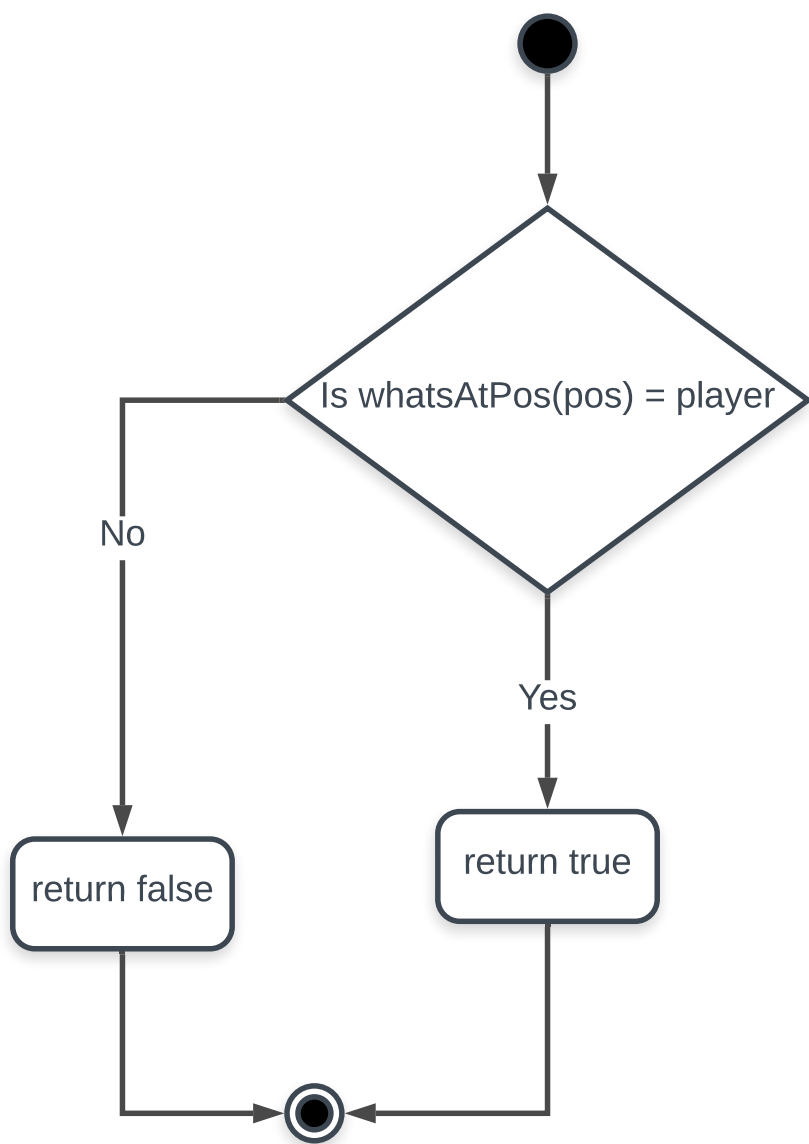 Is whatsAtPos(pos) = player
No
Yes
return true
return false